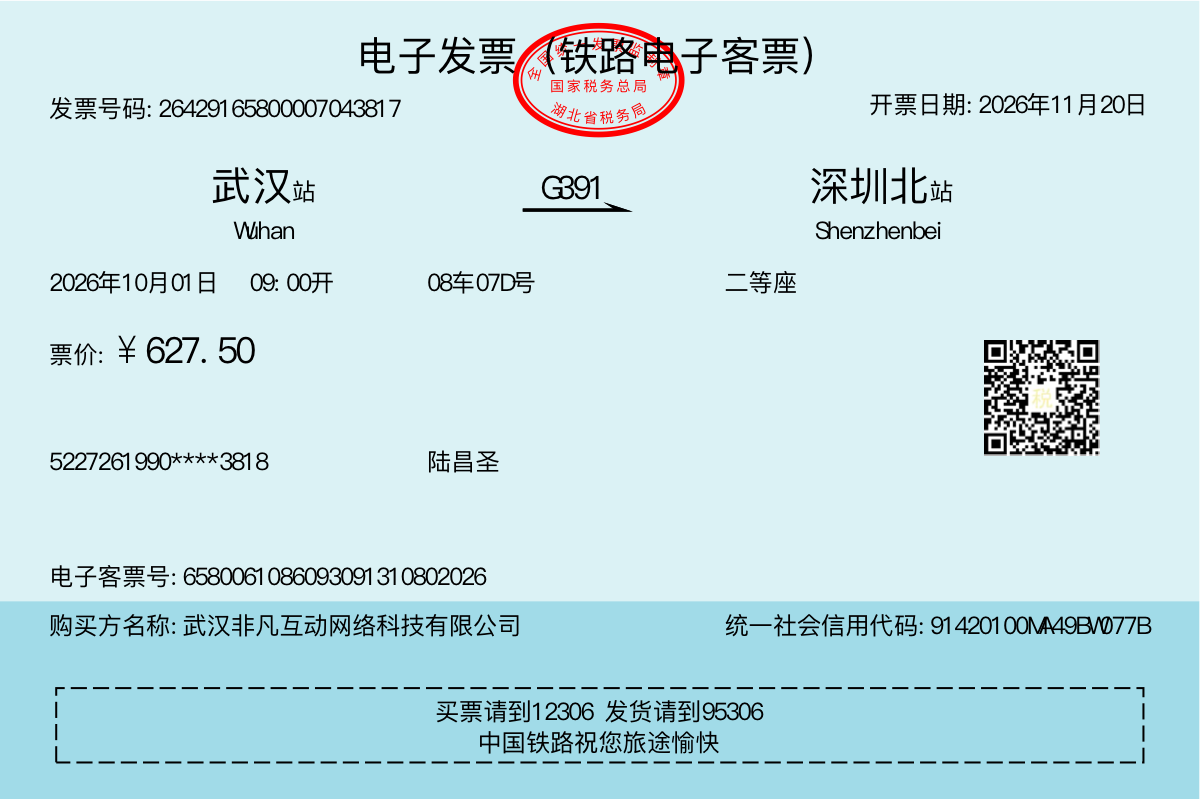 电子发票（铁路电子客票）
全国统一发票监制章
国家税务总局
湖北省税务局
发票号码: 26429165800007043817
开票日期: 2026年11月20日
武汉站
G391
深圳北站
Wuhan
Shenzhenbei
2026年10月01日 09:00开 08车07D号 二等座
票价: ￥627.50
税
5227261990****3818 陆昌圣
电子客票号: 6580061086093091310802026
购买方名称: 武汉非凡互动网络科技有限公司
统一社会信用代码: 91420100MA49BW077B
买票请到12306 发货请到95306
中国铁路祝您旅途愉快